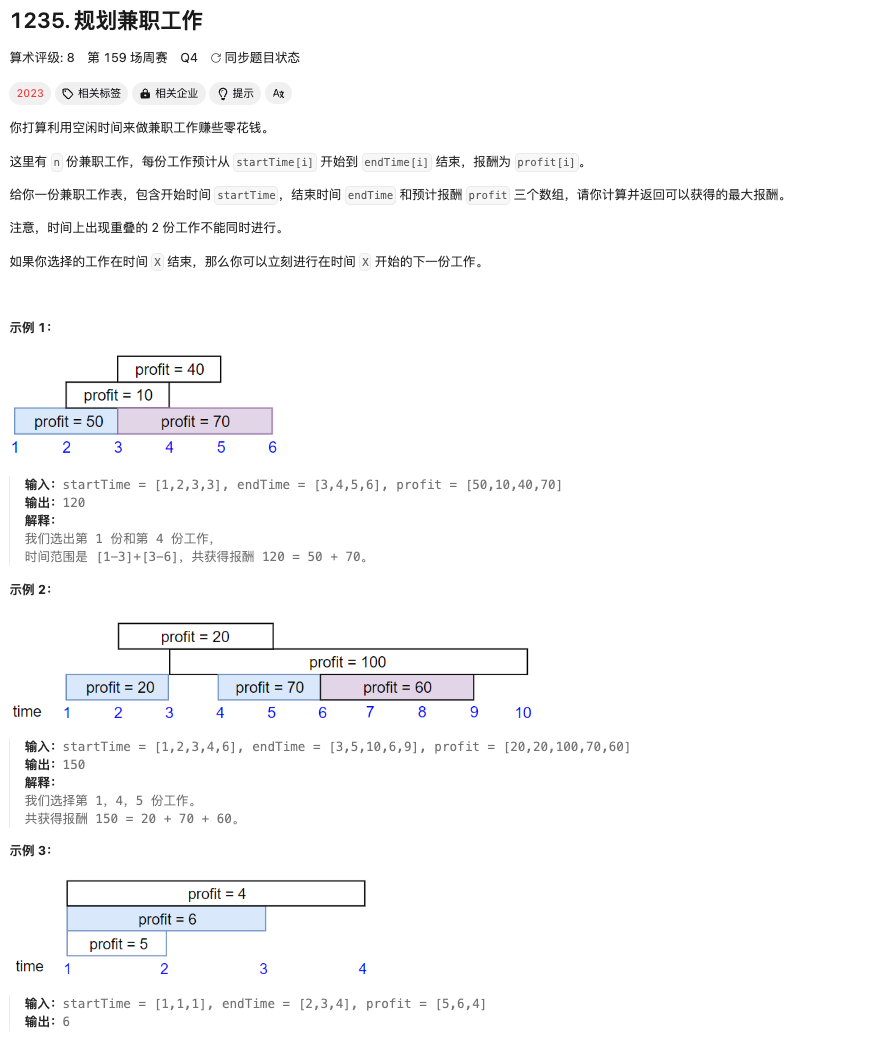 1235. 规划兼职工作
算术评级: 8 第 159 场周赛 Q4 同步题目状态
2023 相关标签 相关企业 提示 Aあ
你打算利用空闲时间来做兼职工作赚些零花钱。
这里有 n 份兼职工作，每份工作预计从 startTime[i] 开始到 endTime[i] 结束，报酬为 profit[i]。
给你一份兼职工作表，包含开始时间 startTime，结束时间 endTime 和预计报酬 profit 三个数组，请你计算并返回可以获得的最大报酬。
注意，时间上出现重叠的 2 份工作不能同时进行。
如果你选择的工作在时间 X 结束，那么你可以立刻进行在时间 X 开始的下一份工作。
示例 1：
profit = 40
profit = 10
profit = 50 profit = 70
1 2 3 4 5 6
输入：startTime = [1,2,3,3], endTime = [3,4,5,6], profit = [50,10,40,70]
输出：120
解释：
我们选出第 1 份和第 4 份工作，
时间范围是 [1-3]+[3-6]，共获得报酬 120 = 50 + 70。
示例 2：
profit = 20
profit = 100
profit = 20 profit = 70 profit = 60
time 1 2 3 4 5 6 7 8 9 10
输入：startTime = [1,2,3,4,6], endTime = [3,5,10,6,9], profit = [20,20,100,70,60]
输出：150
解释：
我们选择第 1，4，5 份工作。
共获得报酬 150 = 20 + 70 + 60。
示例 3：
profit = 4
profit = 6
profit = 5
time 1 2 3 4
输入：startTime = [1,1,1], endTime = [2,3,4], profit = [5,6,4]
输出：6